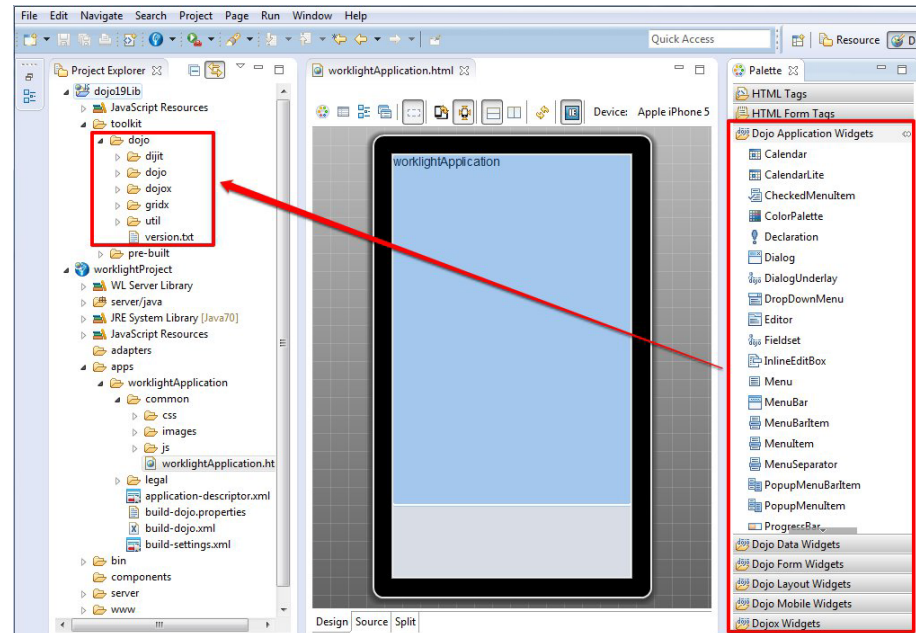 File Edit Navigate Search Project Page Run Window Help
Quick Access
Resource
D
Project Explorer
dojo19Lib
JavaScript Resources
toolkit
dojo
dijit
dojo
dojox
gridx
util
version.txt
pre-built
worklightProject
WL Server Library
server/java
JRE System Library [Java70]
JavaScript Resources
adapters
apps
worklightApplication
common
css
images
js
worklightApplication.ht
legal
application-descriptor.xml
build-dojo.properties
build-dojo.xml
build-settings.xml
bin
components
server
www
worklightApplication.html
Device: Apple iPhone 5
worklightApplication
Design Source Split
Palette
HTML Tags
HTML Form Tags
Dojo Application Widgets
Calendar
CalendarLite
CheckedMenuItem
ColorPalette
Declaration
Dialog
DialogUnderlay
DropDownMenu
Editor
Fieldset
InlineEditBox
Menu
MenuBar
MenuBarItem
MenuItem
MenuSeparator
PopupMenuBarItem
PopupMenuItem
ProgressBar
Dojo Data Widgets
Dojo Form Widgets
Dojo Layout Widgets
Dojo Mobile Widgets
Dojox Widgets